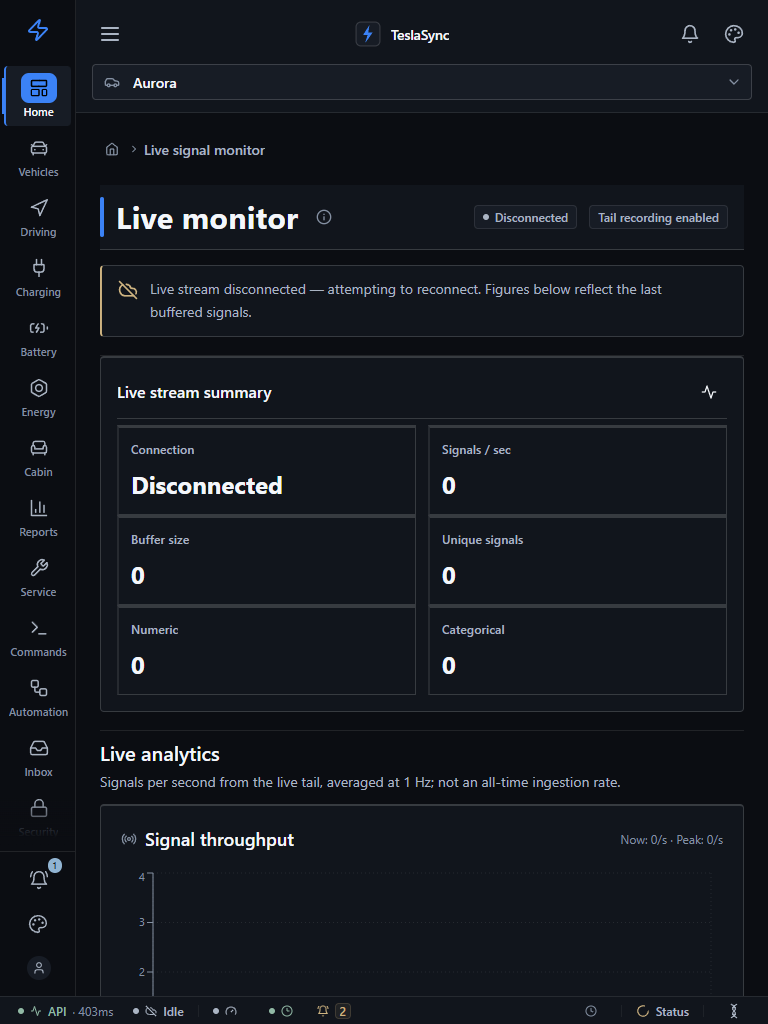 TeslaSync
Aurora
Home
Vehicles
Driving
Charging
Battery
Energy
Cabin
Reports
Service
Commands
Automation
Inbox
Security
1
Live signal monitor
Live monitor
Disconnected
Tail recording enabled
Live stream disconnected — attempting to reconnect. Figures below reflect the last
buffered signals.
Live stream summary
Connection
Disconnected
Signals / sec
0
Buffer size
0
Unique signals
0
Numeric
0
Categorical
0
Live analytics
Signals per second from the live tail, averaged at 1 Hz; not an all-time ingestion rate.
Signal throughput
Now: 0/s · Peak: 0/s
4
3
2
API · 403ms
Idle
2
Status